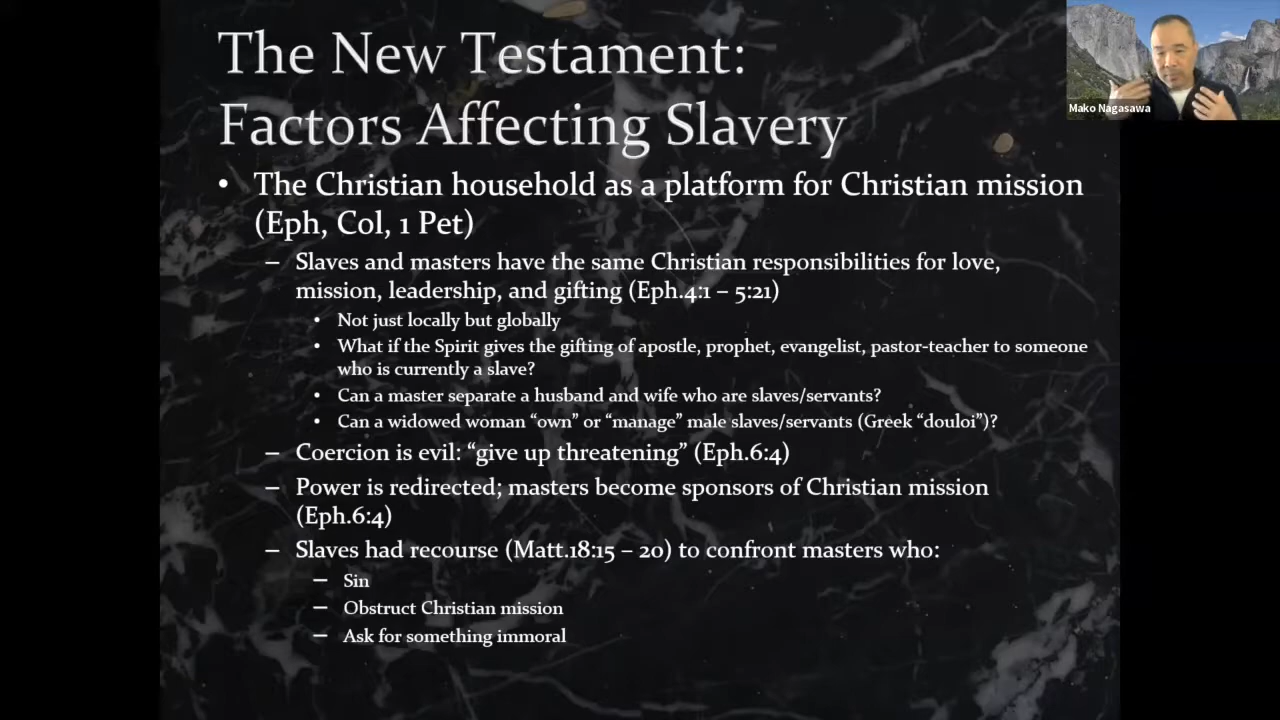 The New Testament:
Factors Affecting Slavery
• The Christian household as a platform for Christian mission
(Eph, Col, 1 Pet)
– Slaves and masters have the same Christian responsibilities for love,
mission, leadership, and gifting (Eph.4:1 – 5:21)
• Not just locally but globally
• What if the Spirit gives the gifting of apostle, prophet, evangelist, pastor-teacher to someone
who is currently a slave?
• Can a master separate a husband and wife who are slaves/servants?
• Can a widowed woman “own” or “manage” male slaves/servants (Greek “douloi”)?
– Coercion is evil: “give up threatening” (Eph.6:4)
– Power is redirected; masters become sponsors of Christian mission
(Eph.6:4)
– Slaves had recourse (Matt.18:15 – 20) to confront masters who:
– Sin
– Obstruct Christian mission
– Ask for something immoral
Mako Nagasawa